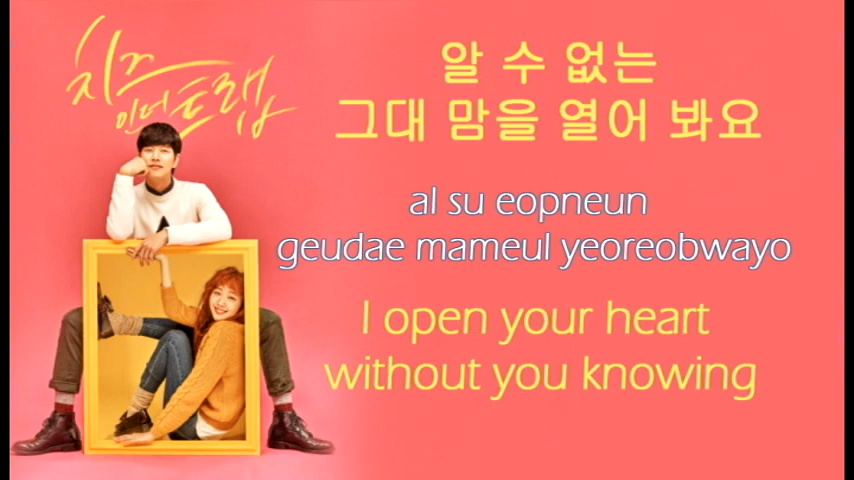 치즈
인더트랩
알 수 없는
그대 맘을 열어 봐요
al su eopneun
geudae mameul yeoreobwayo
I open your heart
without you knowing